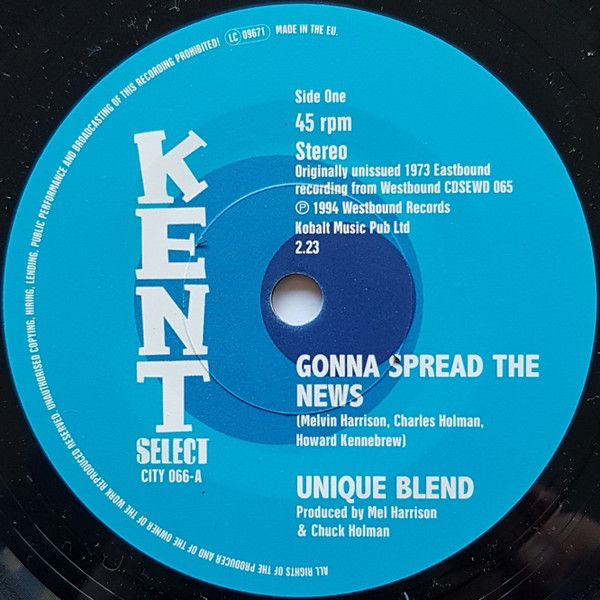 ALL RIGHTS OF THE PRODUCER AND OF THE OWNER OF THE WORK REPRODUCED RESERVED UNAUTHORISED COPYING, HIRING, LENDING, PUBLIC PERFORMANCE AND BROADCASTING OF THIS RECORDING PROHIBITED! LC 09671 MADE IN THE EU.
KENT
SELECT
CITY 066-A
Side One
45 rpm
Stereo
Originally unissued 1973 Eastbound
recording from Westbound CDSEWD 065
℗ 1994 Westbound Records
Kobalt Music Pub Ltd
2.23
GONNA SPREAD THE
NEWS
(Melvin Harrison, Charles Holman,
Howard Kennebrew)
UNIQUE BLEND
Produced by Mel Harrison
& Chuck Holman